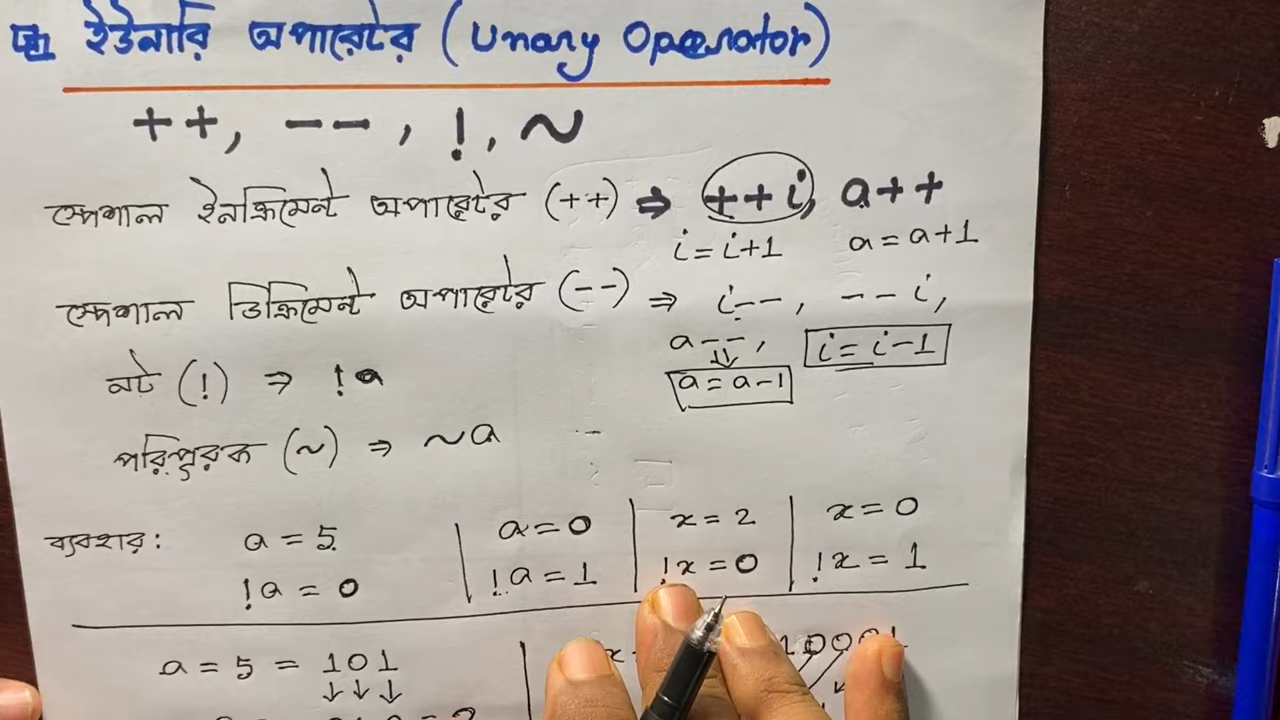 ইউনারি অপারেটর (Unary Operator)
++, --, !, ~
স্পেশাল ইনক্রিমেন্ট অপারেটর (++) ⇒ ++i, a++
i=i+1 a=a+1
স্পেশাল ডিক্রিমেন্ট অপারেটর (--) ⇒ i--, --i,
a--, i=i-1
a=a-1
নট (!) ⇒ !a
পরিপূরক (~) ⇒ ~a
ব্যবহার: a = 5 a=0 x=2 x=0
!a = 0 !a=1 !x=0 !x=1
a = 5 = 101